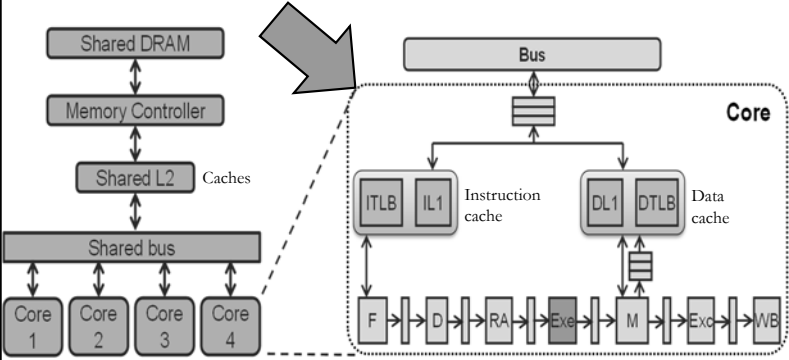 Shared DRAM
Memory Controller
Shared L2
Caches
Shared bus
Core
1
Core
2
Core
3
Core
4
Bus
Core
ITLB
IL1
Instruction
cache
DL1
DTLB
Data
cache
F
D
RA
Exe
M
Exc
WB